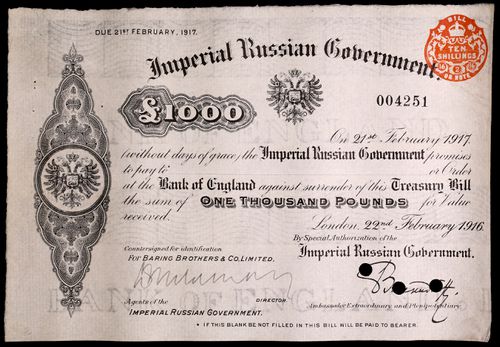 DUE 21ST FEBRUARY, 1917.
BILL
TEN
SHILLINGS
OR NOTE
Imperial Russian Government.
£1000
004251
On 21st February 1917.
(without days of grace) the Imperial Russian Government promises
to pay to or Order
at the Bank of England against surrender of this Treasury Bill
the sum of ONE THOUSAND POUNDS for Value
received.
London, 22nd February, 1916.
Countersigned for identification
FOR BARING BROTHERS & CO, LIMITED,
By Special Authorization of the
Imperial Russian Government.
DIRECTOR.
Agents of the
IMPERIAL RUSSIAN GOVERNMENT.
Ambassador Extraordinary and Plenipotentiary.
* IF THIS BLANK BE NOT FILLED IN THIS BILL WILL BE PAID TO BEARER.